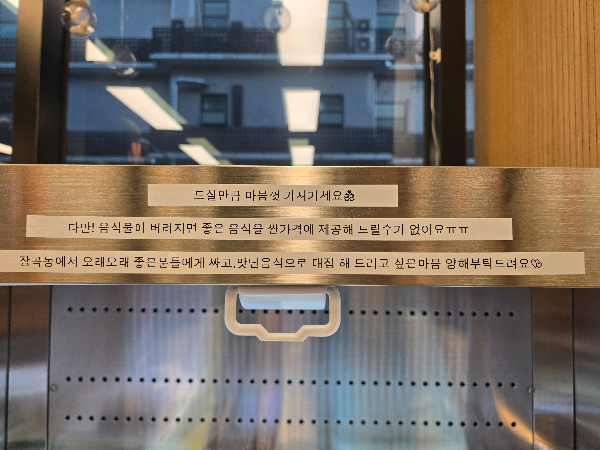 드실만큼 마음껏 가져가세요
다만! 음식물이 버려지면 좋은 음식을 싼가격에 제공해 드릴수가 없어요ㅠㅠ
장곡동에서 오래오래 좋은분들에게 싸고,맛난음식으로 대접 해 드리고 싶은마음 양해부탁드려요